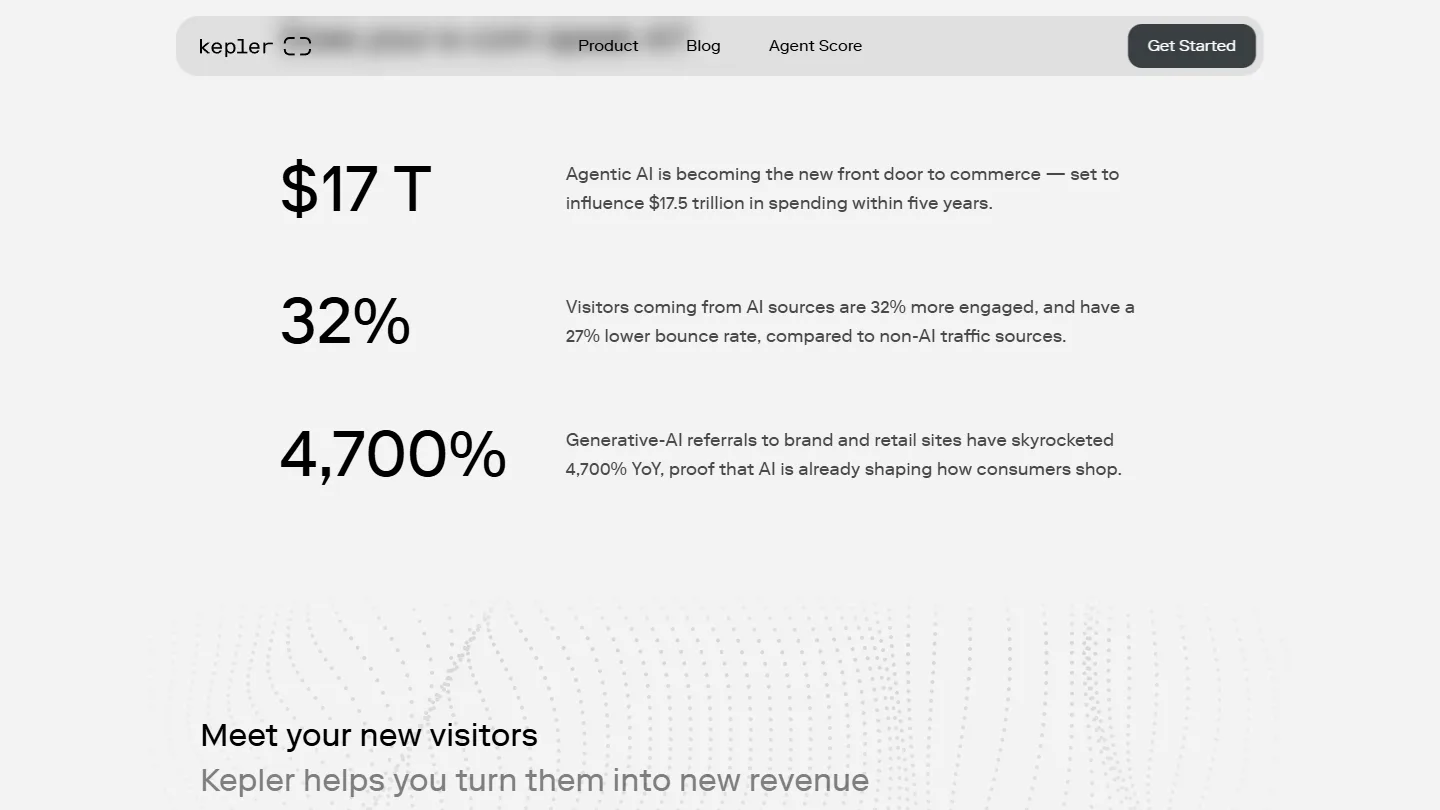 kepler
Product
Blog
Agent Score
Get Started
$17 T
Agentic AI is becoming the new front door to commerce — set to
influence $17.5 trillion in spending within five years.
32%
Visitors coming from AI sources are 32% more engaged, and have a
27% lower bounce rate, compared to non-AI traffic sources.
4,700%
Generative-AI referrals to brand and retail sites have skyrocketed
4,700% YoY, proof that AI is already shaping how consumers shop.
Meet your new visitors
Kepler helps you turn them into new revenue